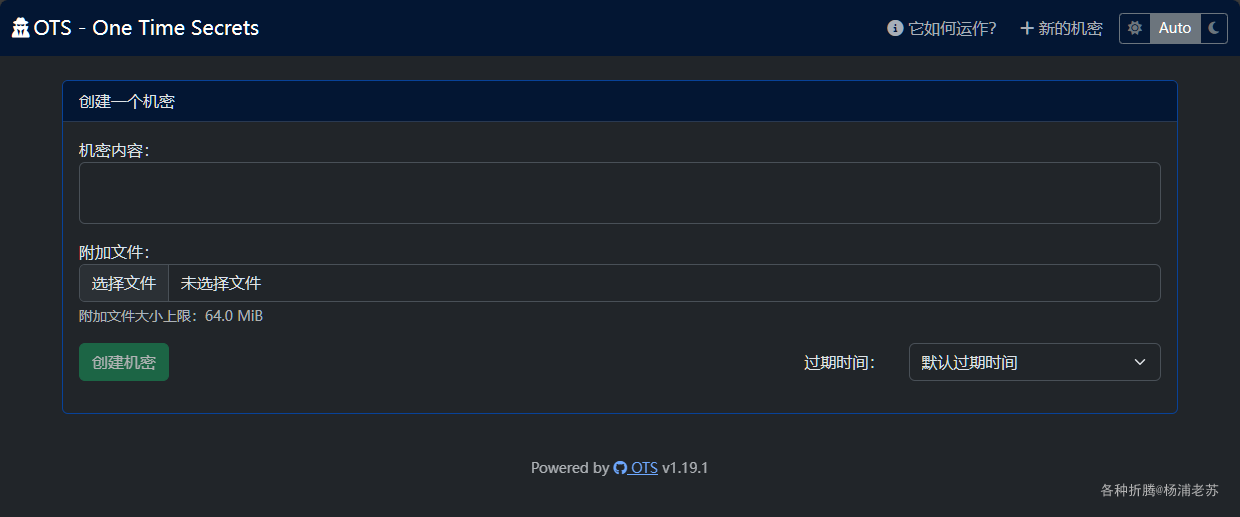 OTS - One Time Secrets
它如何运作?
新的机密
Auto
创建一个机密
机密内容:
附加文件:
选择文件 未选择文件
附加文件大小上限：64.0 MiB
创建机密 过期时间: 默认过期时间
Powered by OTS v1.19.1
各种折腾@杨浦老苏